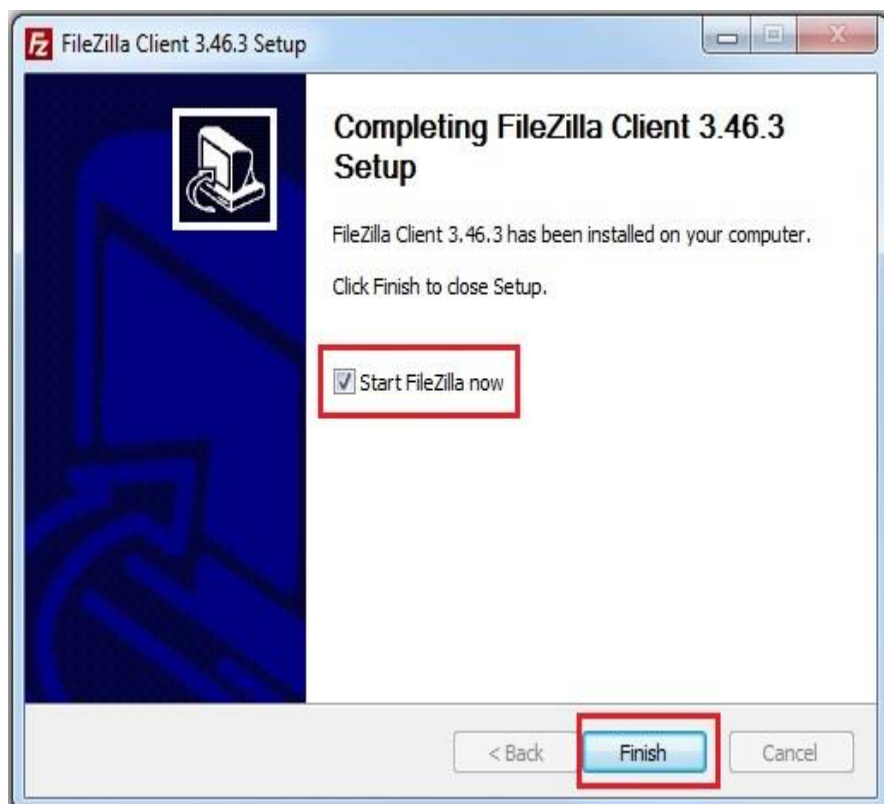 FileZilla Client 3.46.3 Setup
Completing FileZilla Client 3.46.3
Setup
FileZilla Client 3.46.3 has been installed on your computer.
Click Finish to close Setup.
Start FileZilla now
< Back
Finish
Cancel